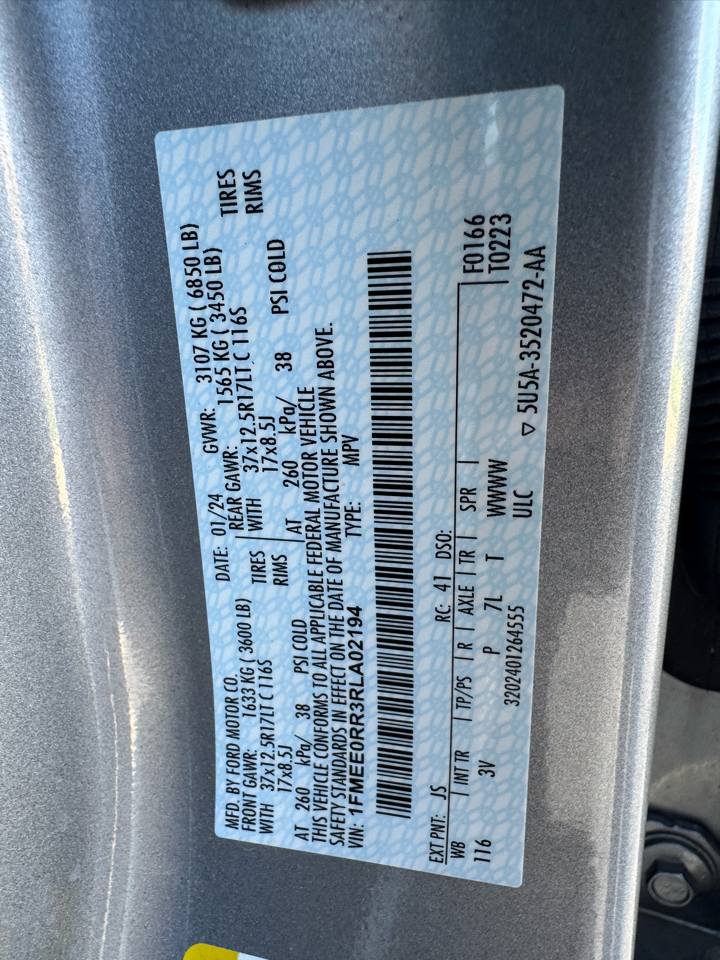 MFD. BY FORD MOTOR CO.
DATE: 01/24 GVWR: 3107 KG ( 6850 LB)
FRONT GAWR: 1633 KG ( 3600 LB) REAR GAWR: 1565 KG ( 3450 LB)
WITH 37x12.5R17LT C 116S TIRES WITH 37x12.5R17LT C 116S TIRES
17x8.5J RIMS 17x8.5J RIMS
AT 260 kPa/ 38 PSI COLD AT 260 kPa/ 38 PSI COLD
THIS VEHICLE CONFORMS TO ALL APPLICABLE FEDERAL MOTOR VEHICLE
SAFETY STANDARDS IN EFFECT ON THE DATE OF MANUFACTURE SHOWN ABOVE.
VIN: 1FMEE0RR3RLA02194 TYPE: MPV
EXT PNT: JS RC: 41 DSO: F0166
WB INT TR TP/PS R AXLE TR SPR T0223
116 3V P 7L T WWWW
3202401264555 ULC ▽ 5U5A-3520472-AA